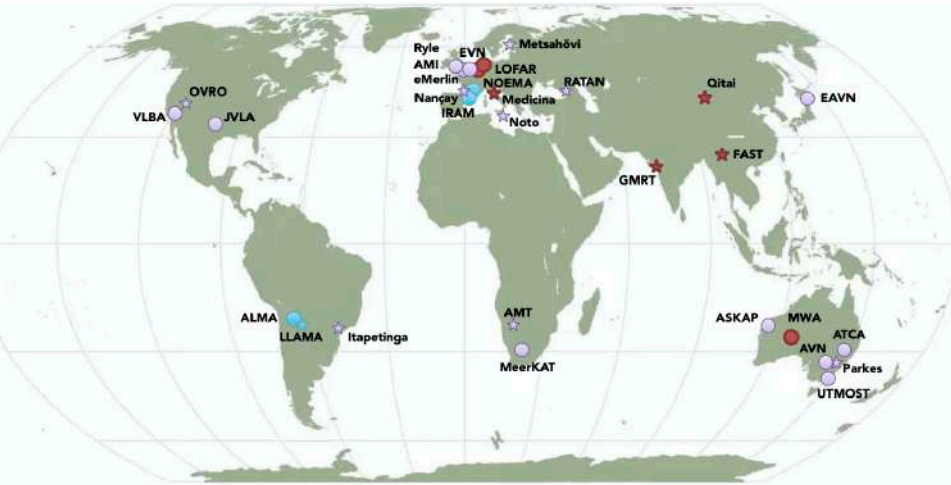 Ryle
EVN
Metsahövi
AMI
LOFAR
eMerlin
NOEMA
RATAN
Qitai
OVRO
Nançay
Medicina
EAVN
VLBA
JVLA
IRAM
Noto
FAST
GMRT
ALMA
LLAMA
Itapetinga
AMT
MeerKAT
ASKAP
MWA
ATCA
AVN
Parkes
UTMOST